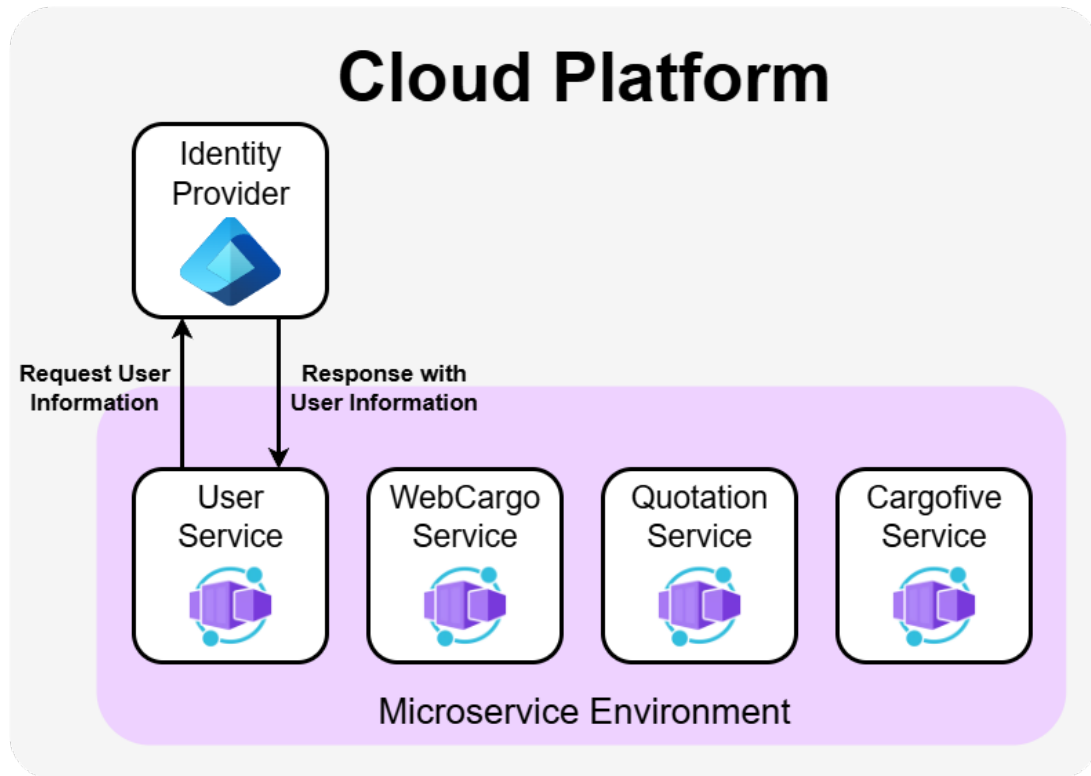 Cloud Platform
Identity
Provider
Request User
Information
Response with
User Information
User
Service
WebCargo
Service
Quotation
Service
Cargofive
Service
Microservice Environment